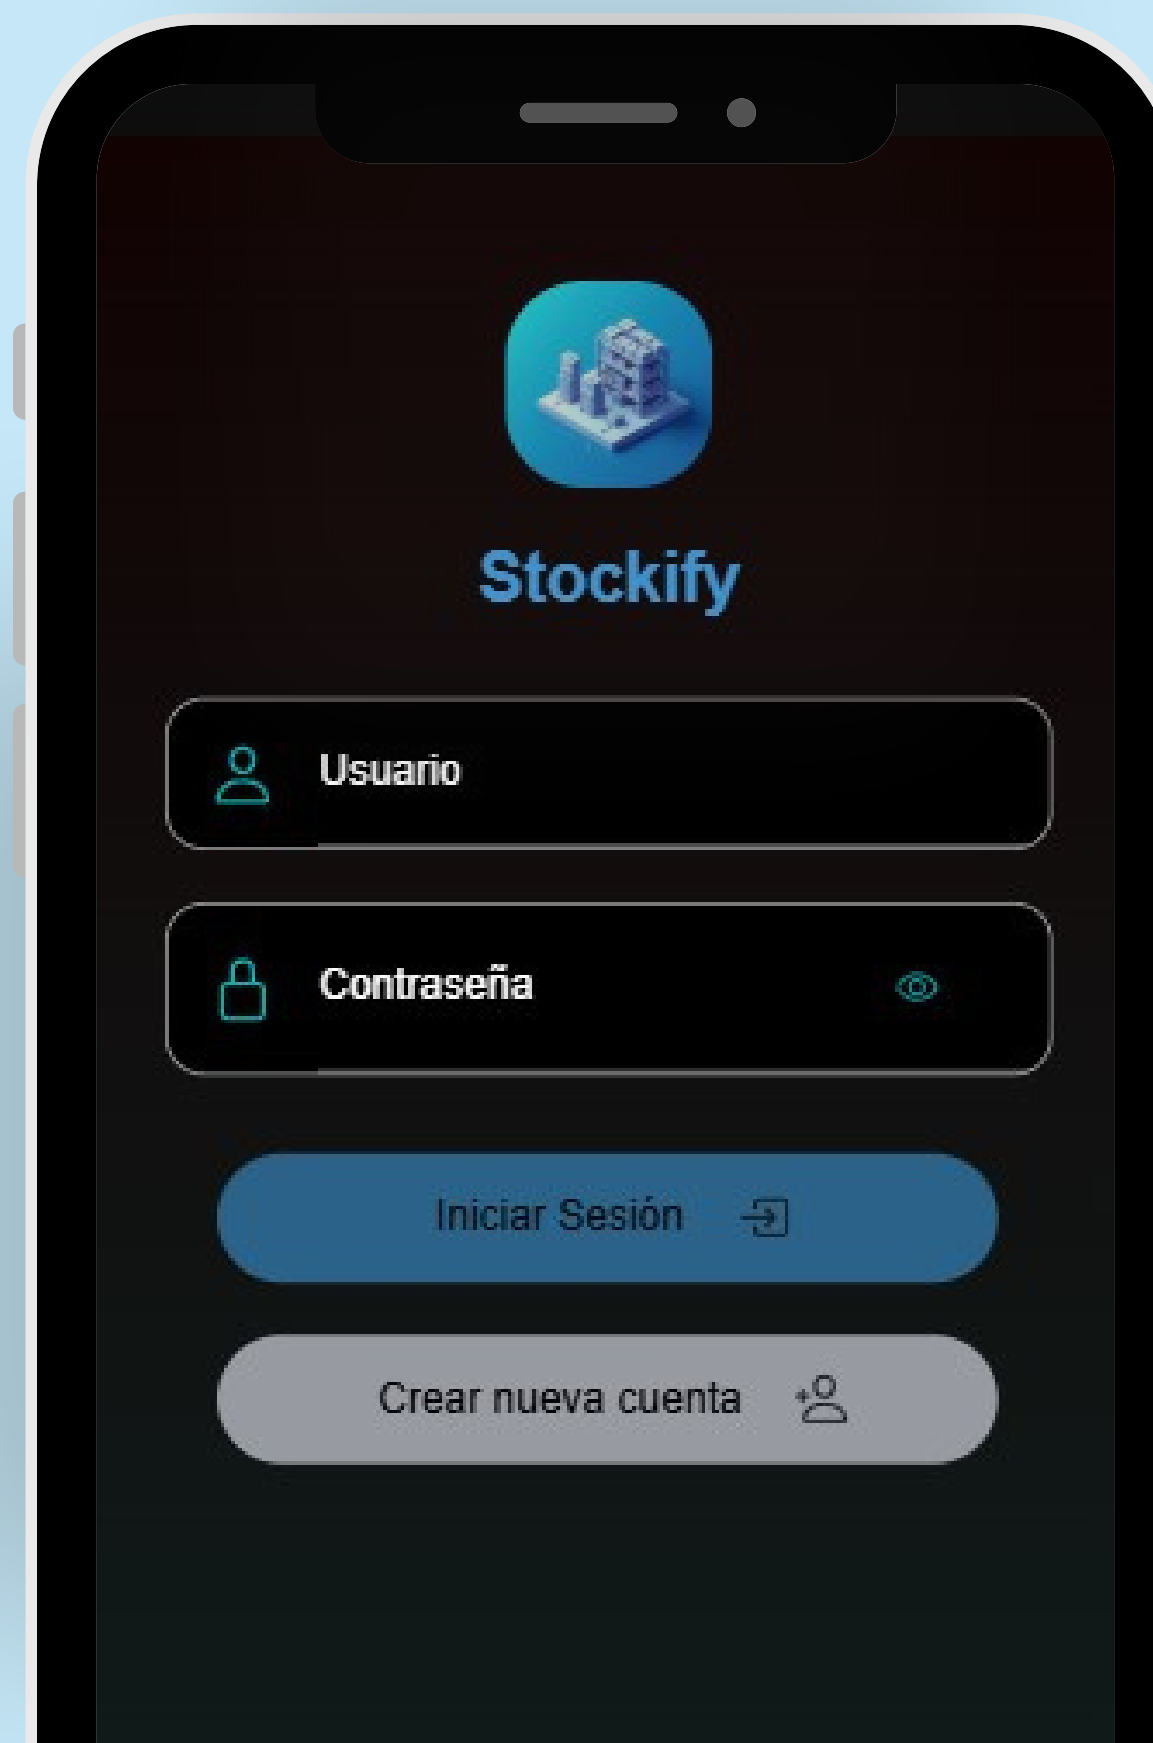 Stockify
Usuario
Contraseña
Iniciar Sesión
Crear nueva cuenta